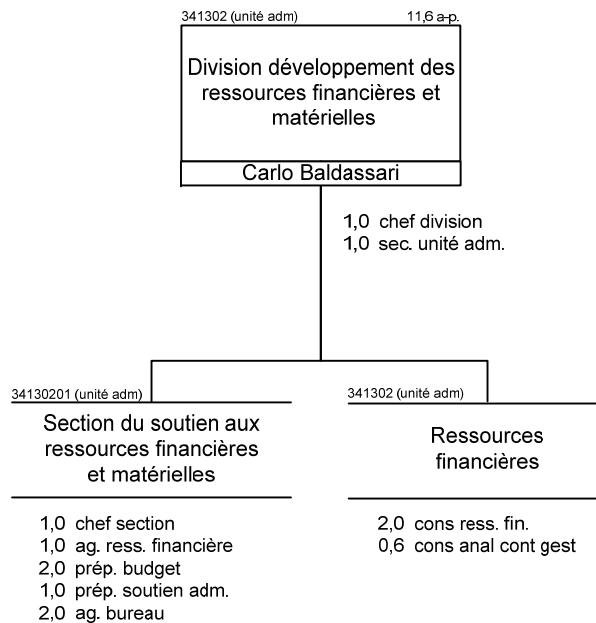 341302 (unité adm) 11,6 a-p.
Division développement des
ressources financières et
matérielles
Carlo Baldassari
1,0 chef division
1,0 sec. unité adm.
34130201 (unité adm)
Section du soutien aux
ressources financières
et matérielles
1,0 chef section
1,0 ag. ress. financière
2,0 prép. budget
1,0 prép. soutien adm.
2,0 ag. bureau
341302 (unité adm)
Ressources
financières
2,0 cons ress. fin.
0,6 cons anal cont gest